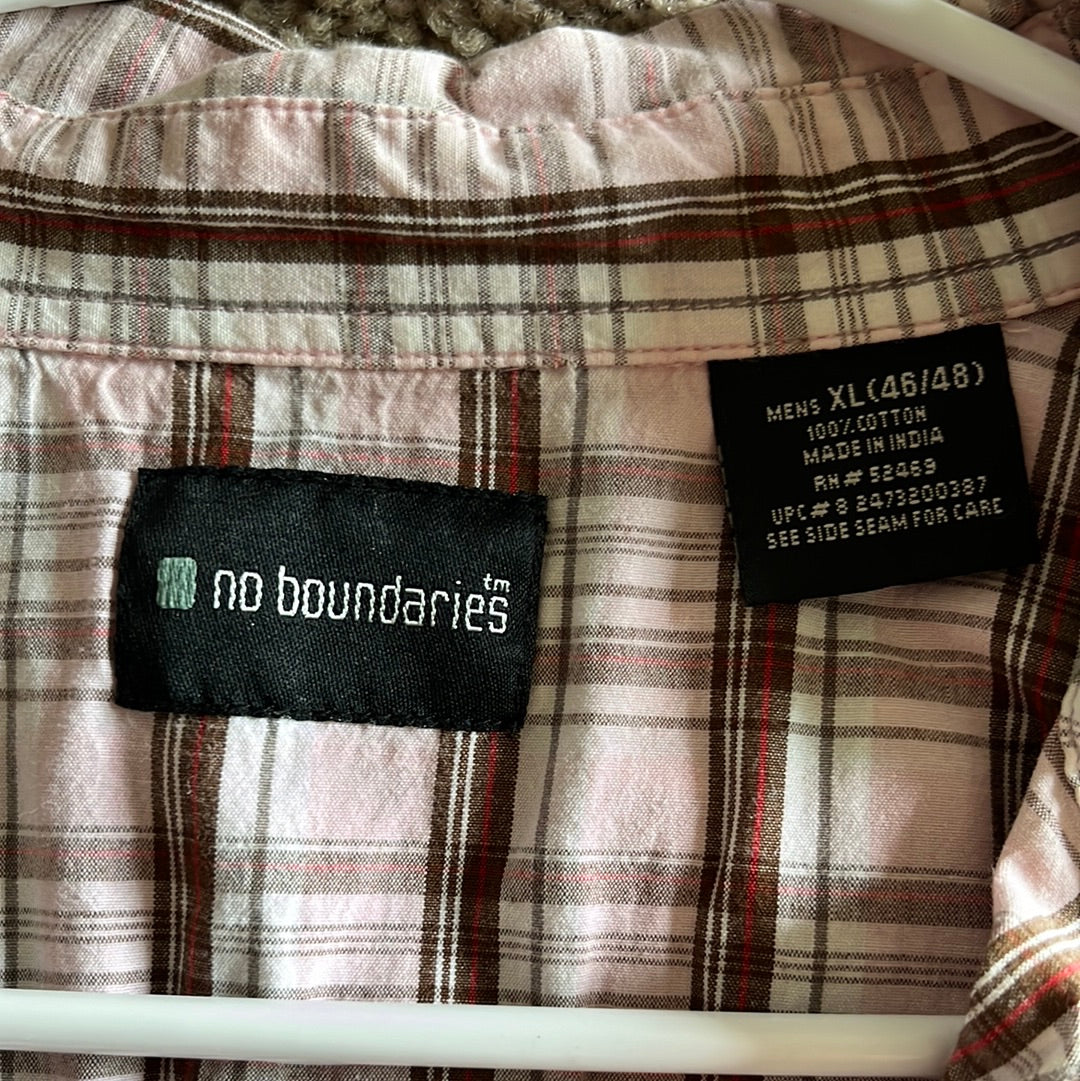 no boundaries tm
MENS XL(46/48)
100% COTTON
MADE IN INDIA
RN# 52469
UPC# 8 2473200387
SEE SIDE SEAM FOR CARE